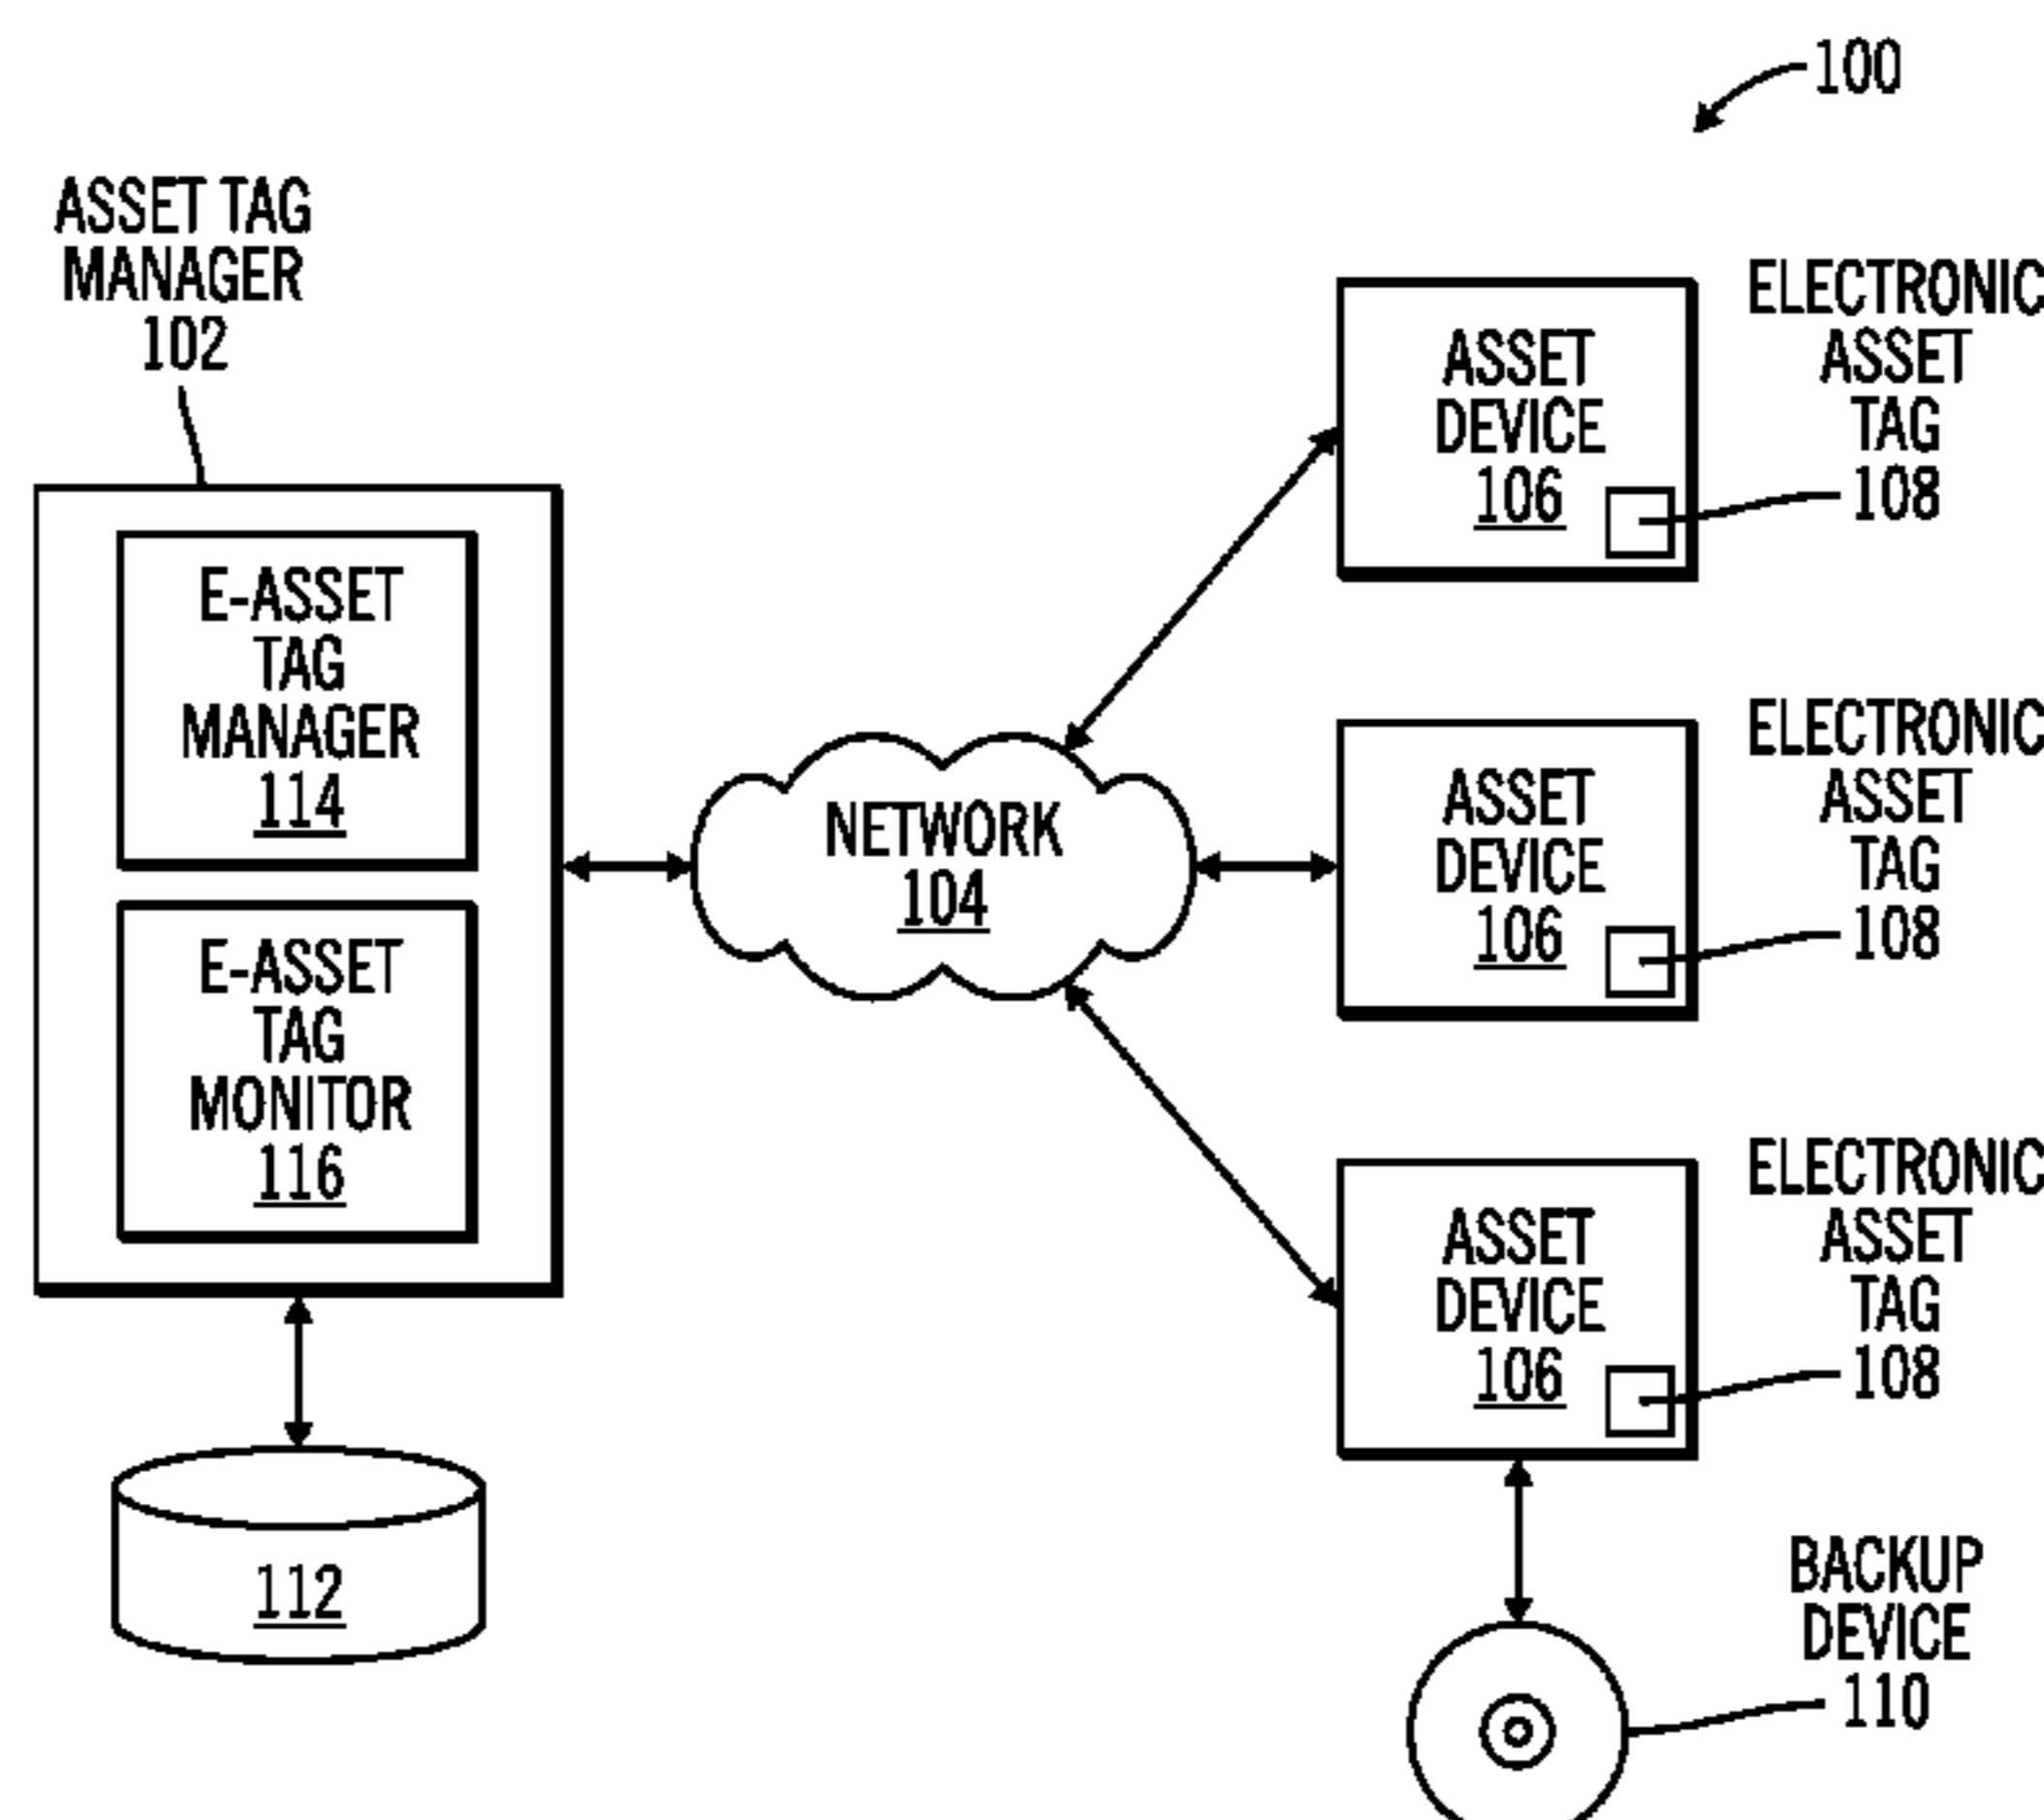 100
ASSET TAG
MANAGER
102
E-ASSET
TAG
MANAGER
114
E-ASSET
TAG
MONITOR
116
112
NETWORK
104
ASSET
DEVICE
106
ELECTRONIC
ASSET
TAG
108
ASSET
DEVICE
106
ELECTRONIC
ASSET
TAG
108
ASSET
DEVICE
106
ELECTRONIC
ASSET
TAG
108
BACKUP
DEVICE
110